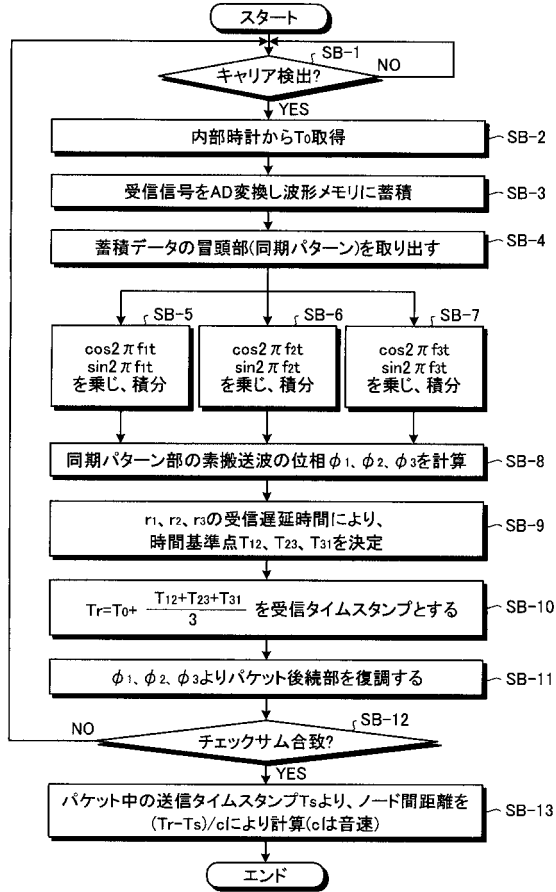 スタート
SB-1
キャリア検出?
NO
YES
内部時計からT0取得
SB-2
受信信号をAD変換し波形メモリに蓄積
SB-3
蓄積データの冒頭部(同期パターン)を取り出す
SB-4
SB-5
cos2πf1t
sin2πf1t
を乗じ、積分
SB-6
cos2πf2t
sin2πf2t
を乗じ、積分
SB-7
cos2πf3t
sin2πf3t
を乗じ、積分
同期パターン部の素搬送波の位相φ1、φ2、φ3を計算
SB-8
r1、r2、r3の受信遅延時間により、
時間基準点T12、T23、T31を決定
SB-9
Tr=T0+ (T12+T23+T31)/3 を受信タイムスタンプとする
SB-10
φ1、φ2、φ3よりパケット後続部を復調する
SB-11
SB-12
NO
チェックサム合致?
YES
パケット中の送信タイムスタンプTsより、ノード間距離を
(Tr-Ts)/cにより計算(cは音速)
SB-13
エンド